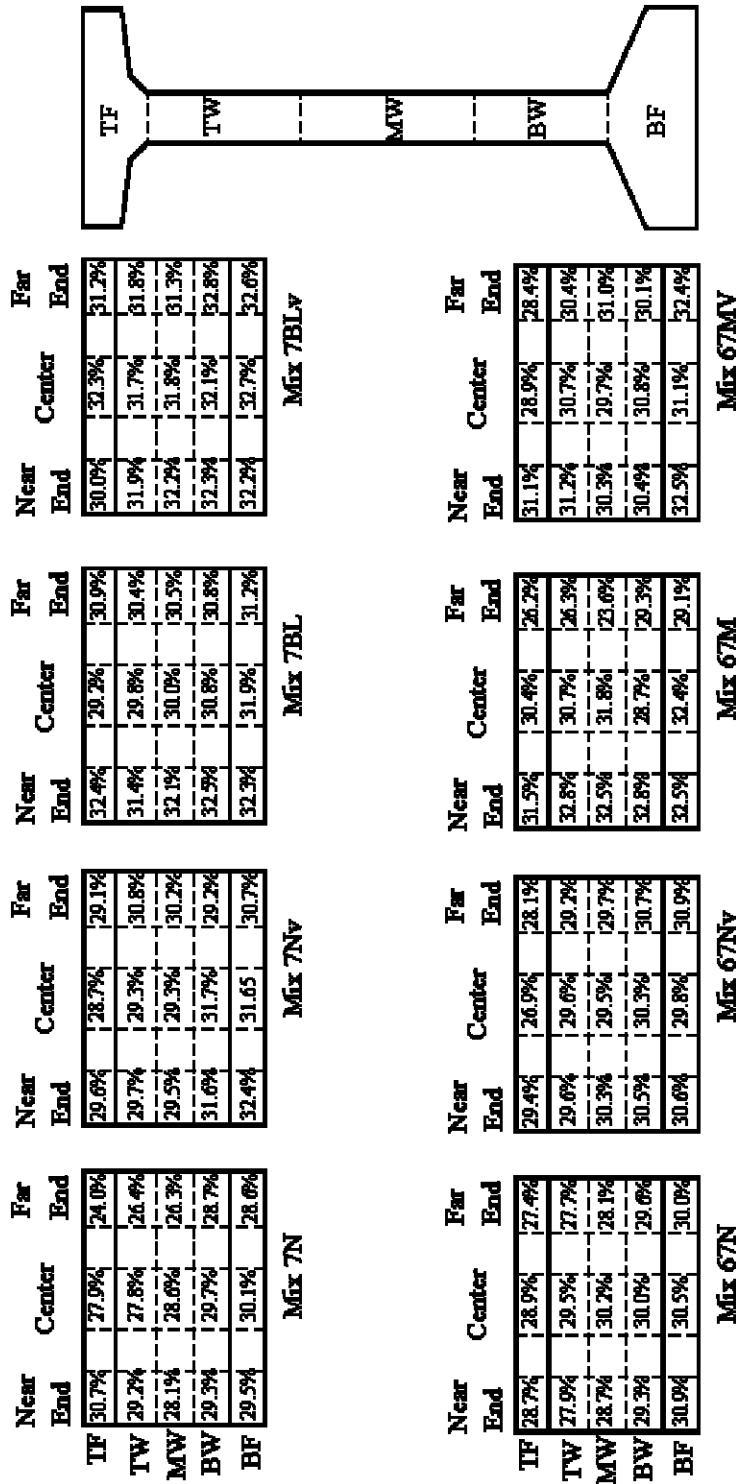 Near Center Far
End End
TF 30.7% 27.9% 24.0%
TW 29.2% 27.8% 26.4%
MW 28.1% 28.6% 26.3%
BW 29.3% 29.7% 28.7%
BF 29.5% 30.1% 28.6%
Mix 7N
Near Center Far
End End
29.6% 28.7% 29.1%
29.7% 29.3% 30.8%
29.5% 29.3% 30.2%
31.6% 31.7% 29.2%
32.4% 31.65 30.7%
Mix 7Nv
Near Center Far
End End
32.4% 29.2% 30.9%
31.4% 29.8% 30.4%
32.1% 30.0% 30.5%
32.9% 30.8% 30.8%
32.3% 31.9% 31.2%
Mix 7BL
Near Center Far
End End
30.0% 32.3% 31.2%
31.9% 31.7% 31.8%
32.2% 31.8% 31.3%
32.3% 32.1% 32.8%
32.2% 32.7% 32.6%
Mix 7BLv
TF
TW
MW
BW
BF
Near Center Far
End End
TF 28.7% 28.9% 27.4%
TW 27.9% 29.5% 27.7%
MW 28.7% 30.2% 28.1%
BW 29.3% 30.0% 29.6%
BF 30.9% 30.5% 30.0%
Mix 67N
Near Center Far
End End
29.4% 26.9% 28.1%
29.6% 29.6% 29.2%
30.3% 29.5% 29.7%
30.5% 30.3% 30.7%
30.6% 29.8% 30.9%
Mix 67Nv
Near Center Far
End End
31.5% 30.4% 26.2%
32.8% 30.7% 26.3%
32.5% 31.8% 23.6%
32.8% 28.7% 29.3%
32.5% 32.4% 29.1%
Mix 67M
Near Center Far
End End
31.1% 28.9% 28.4%
31.2% 30.7% 30.4%
30.3% 29.7% 31.0%
30.4% 30.8% 30.1%
32.5% 31.1% 32.4%
Mix 67MV